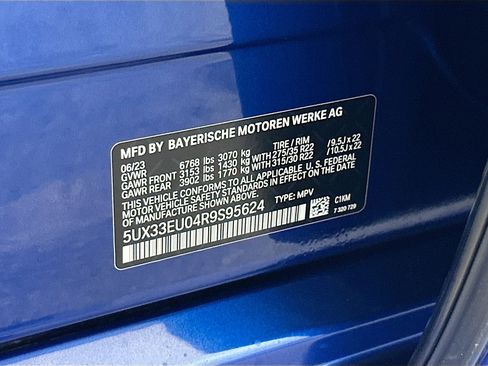 MFD BY BAYERISCHE MOTOREN WERKE AG
06/23 TIRE / RIM
GVWR 6768 lbs 3070 kg
GAWR FRONT 3153 lbs 1430 kg WITH 275/35 R22 / 9.5J x 22
GAWR REAR 3902 lbs 1770 kg WITH 315/30 R22 / 10.5J x 22
THIS VEHICLE CONFORMS TO ALL APPLICABLE U. S. FEDERAL
MOTOR VEHICLE SAFETY STANDARDS IN EFFECT ON THE DATE
OF MANUFACTURE SHOWN ABOVE.
5UX33EU04R9S95624 TYPE: MPV
C1KM
7 320 729